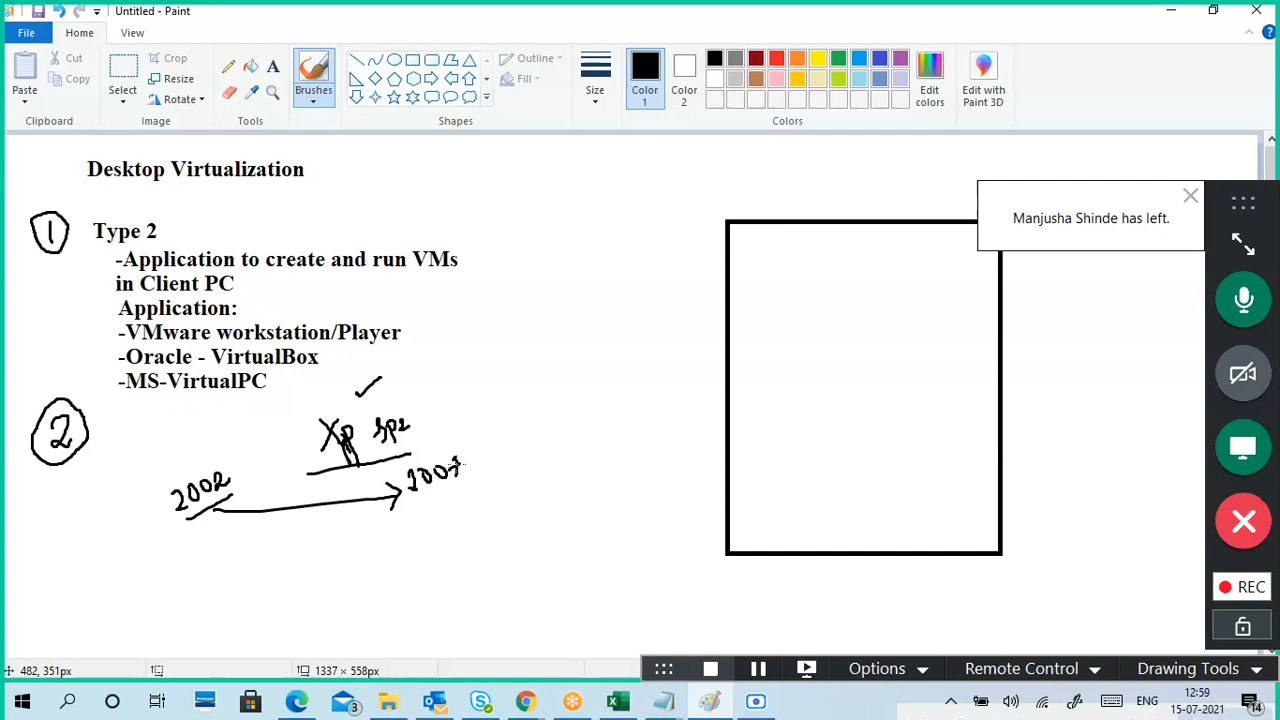 Untitled - Paint
File Home View
Cut
Copy
Paste
Clipboard
Select
Crop
Resize
Rotate
Image
A
Tools
Brushes
Outline
Fill
Shapes
Size
Color 1
Color 2
Edit colors
Colors
Edit with Paint 3D
Desktop Virtualization
1 Type 2
-Application to create and run VMs
in Client PC
Application:
-VMware workstation/Player
-Oracle - VirtualBox
-MS-VirtualPC
2
Xp sp2
2002
Manjusha Shinde has left.
REC
482, 351px
1337 × 558px
Options
Remote Control
Drawing Tools
3
ENG
12:59
15-07-2021
14